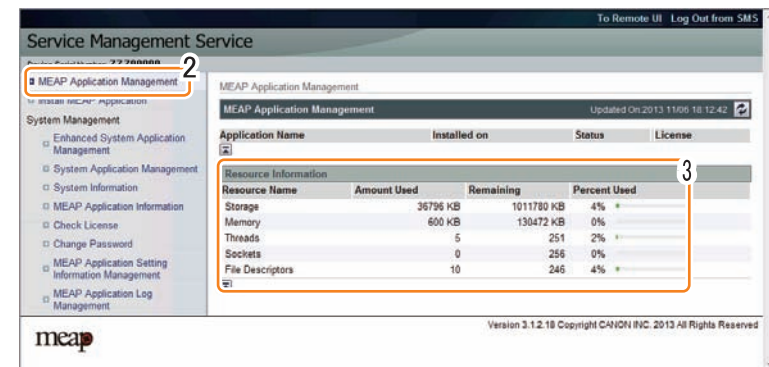 To Remote UI Log Out from SMS
Service Management Service
2
MEAP Application Management
Install MEAP Application
System Management
Enhanced System Application
Management
System Application Management
System Information
MEAP Application Information
Check License
Change Password
MEAP Application Setting
Information Management
MEAP Application Log
Management
MEAP Application Management
MEAP Application Management Updated On:2013 11/06 18:12:42
Application Name Installed on Status License
3
Resource Information
Resource Name Amount Used Remaining Percent Used
Storage 36796 KB 1011780 KB 4%
Memory 600 KB 130472 KB 0%
Threads 5 251 2%
Sockets 0 256 0%
File Descriptors 10 246 4%
meap
Version 3.1.2.18 Copyright CANON INC. 2013 All Rights Reserved